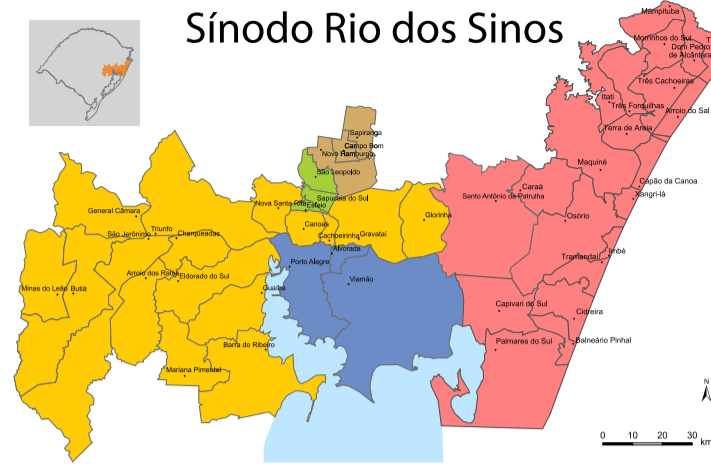 Sínodo Rio dos Sinos
Mampituba
Morrinhos do Sul
Dom Pedro
de Alcântara
Três Cachoeiras
Itati
Três Forquilhas
Arroio do Sal
Terra de Areia
Maquiné
Capão da Canoa
Xangri-lá
Caraá
Santo Antônio da Patrulha
Osório
Imbé
Tramandaí
Capivari do Sul
Cidreira
Balneário Pinhal
Palmares do Sul
Sapiranga
Campo Bom
Novo Hamburgo
São Leopoldo
Sapucaia do Sul
Esteio
Nova Santa Rita
Canoas
Cachoeirinha
Gravataí
Glorinha
Alvorada
Porto Alegre
Viamão
General Câmara
Triunfo
São Jerônimo
Charqueadas
Arroio dos Ratos
Eldorado do Sul
Minas do Leão
Butia
Guaíba
Barra do Ribeiro
Mariana Pimentel
N
0 10 20 30
km